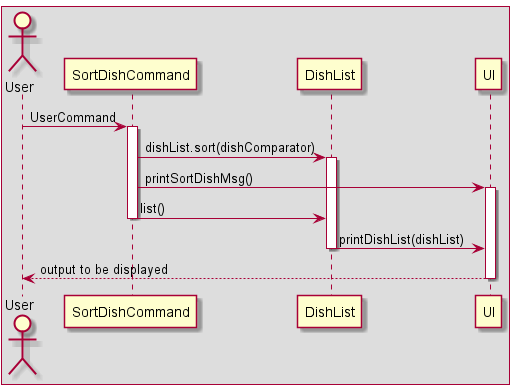 User
SortDishCommand
DishList
UI
UserCommand
dishList.sort(dishComparator)
printSortDishMsg()
list()
printDishList(dishList)
output to be displayed
User
SortDishCommand
DishList
UI